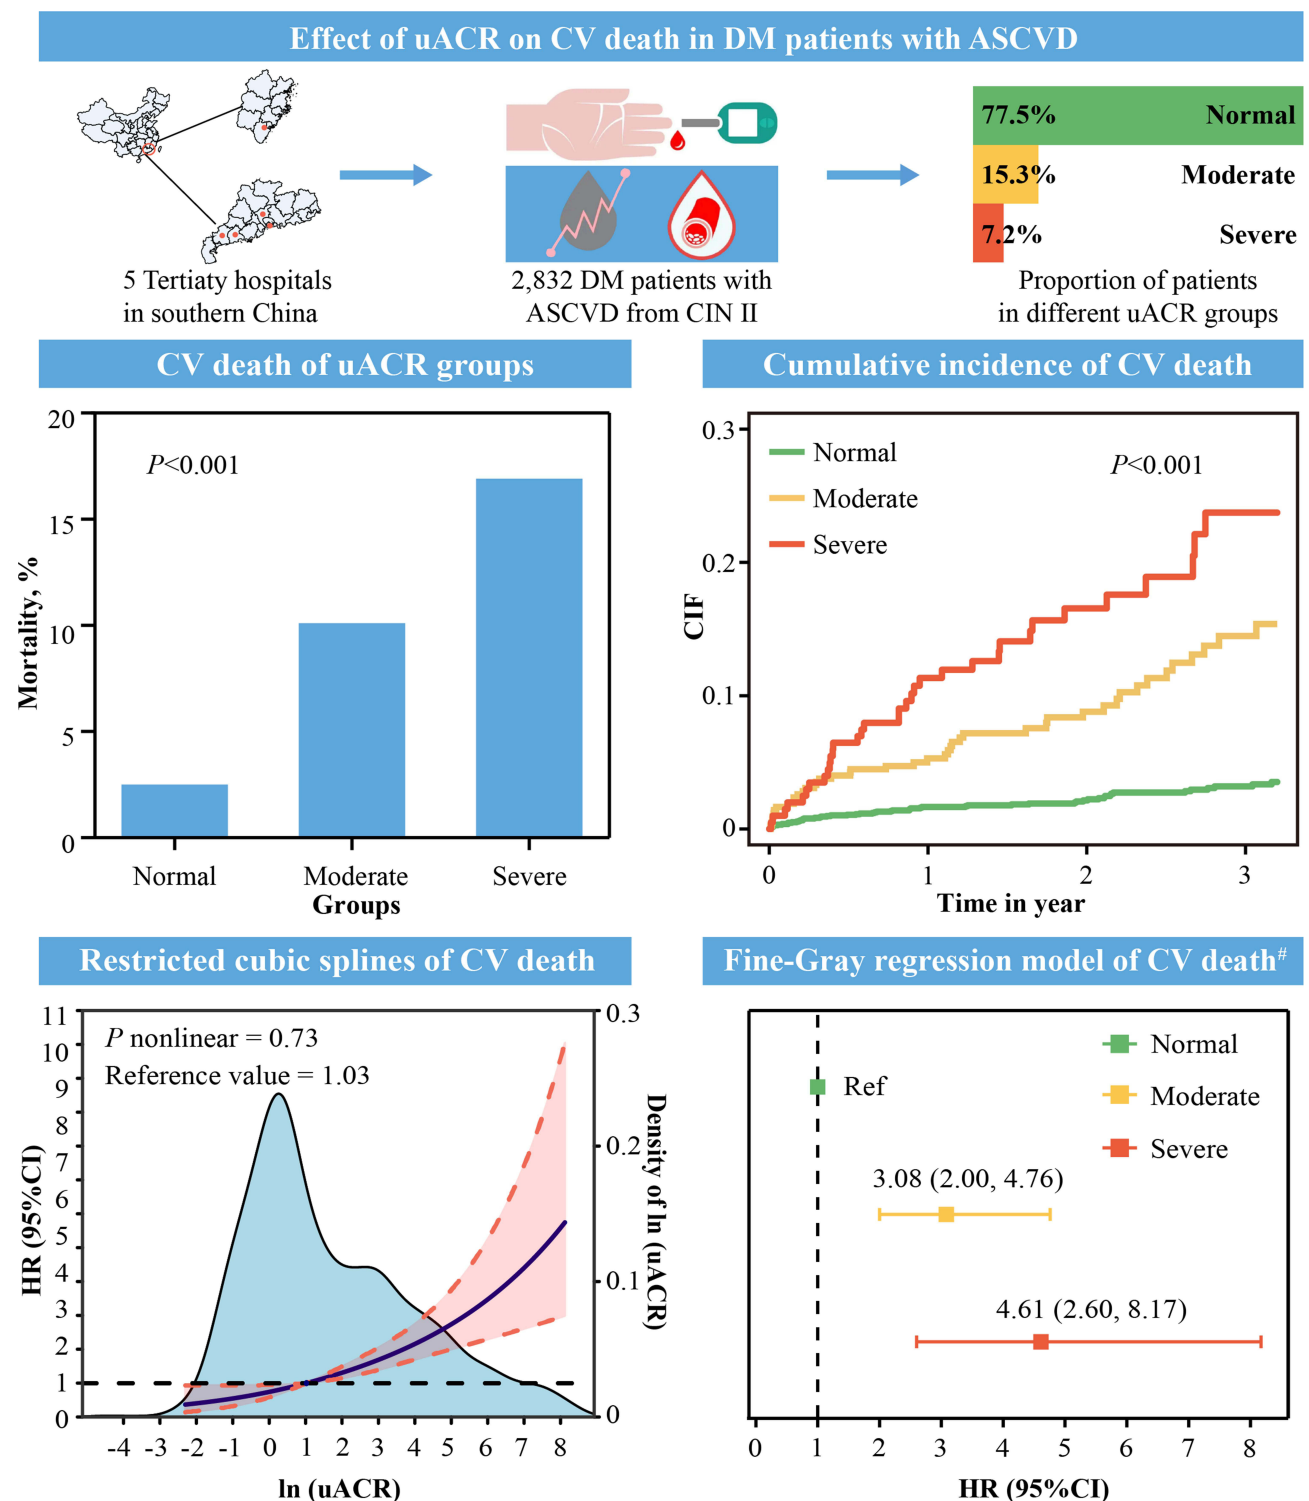 Effect of uACR on CV death in DM patients with ASCVD
5 Tertiaty hospitals
in southern China
2,832 DM patients with
ASCVD from CIN II
77.5% Normal
15.3% Moderate
7.2% Severe
Proportion of patients
in different uACR groups
CV death of uACR groups
P<0.001
Mortality, %
20
15
10
5
0
Normal Moderate Severe
Groups
Cumulative incidence of CV death
Normal
Moderate
Severe
P<0.001
CIF
0.3
0.2
0.1
0
0 1 2 3
Time in year
Restricted cubic splines of CV death
P nonlinear = 0.73
Reference value = 1.03
HR (95%CI)
11
10
9
8
7
6
5
4
3
2
1
0
0.3
0.2
0.1
0
Density of ln (uACR)
-4 -3 -2 -1 0 1 2 3 4 5 6 7 8
ln (uACR)
Fine-Gray regression model of CV death#
Normal
Moderate
Severe
Ref
3.08 (2.00, 4.76)
4.61 (2.60, 8.17)
0 1 2 3 4 5 6 7 8
HR (95%CI)